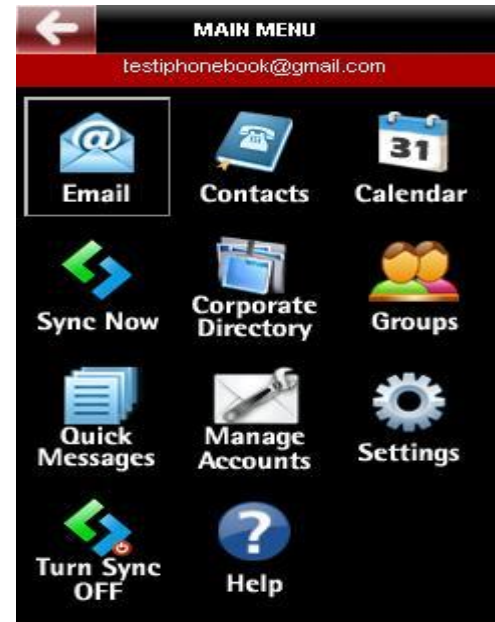 MAIN MENU
testiphonebook@gmail.com
@
31
Email
Contacts
Calendar
Sync Now
Corporate
Directory
Groups
Quick
Messages
Manage
Accounts
Settings
?
Turn Sync
OFF
Help